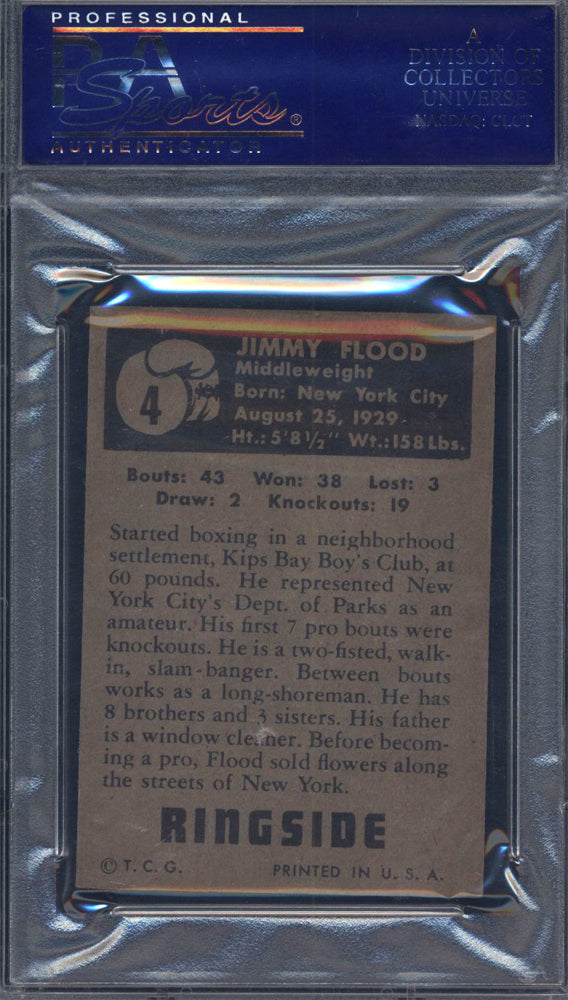 PROFESSIONAL
PSA
Sports®
AUTHENTICATOR
A
DIVISION OF
COLLECTORS
UNIVERSE
NASDAQ: CLCT
4
JIMMY FLOOD
Middleweight
Born: New York City
August 25, 1929
Ht.: 5'8½" Wt.: 158 Lbs.
Bouts: 43 Won: 38 Lost: 3
Draw: 2 Knockouts: 19
Started boxing in a neighborhood
settlement, Kips Bay Boy's Club, at
60 pounds. He represented New
York City's Dept. of Parks as an
amateur. His first 7 pro bouts were
knockouts. He is a two-fisted, walk-
in, slam-banger. Between bouts
works as a long-shoreman. He has
8 brothers and 3 sisters. His father
is a window cleaner. Before becom-
ing a pro, Flood sold flowers along
the streets of New York.
RINGSIDE
© T. C. G. PRINTED IN U. S. A.